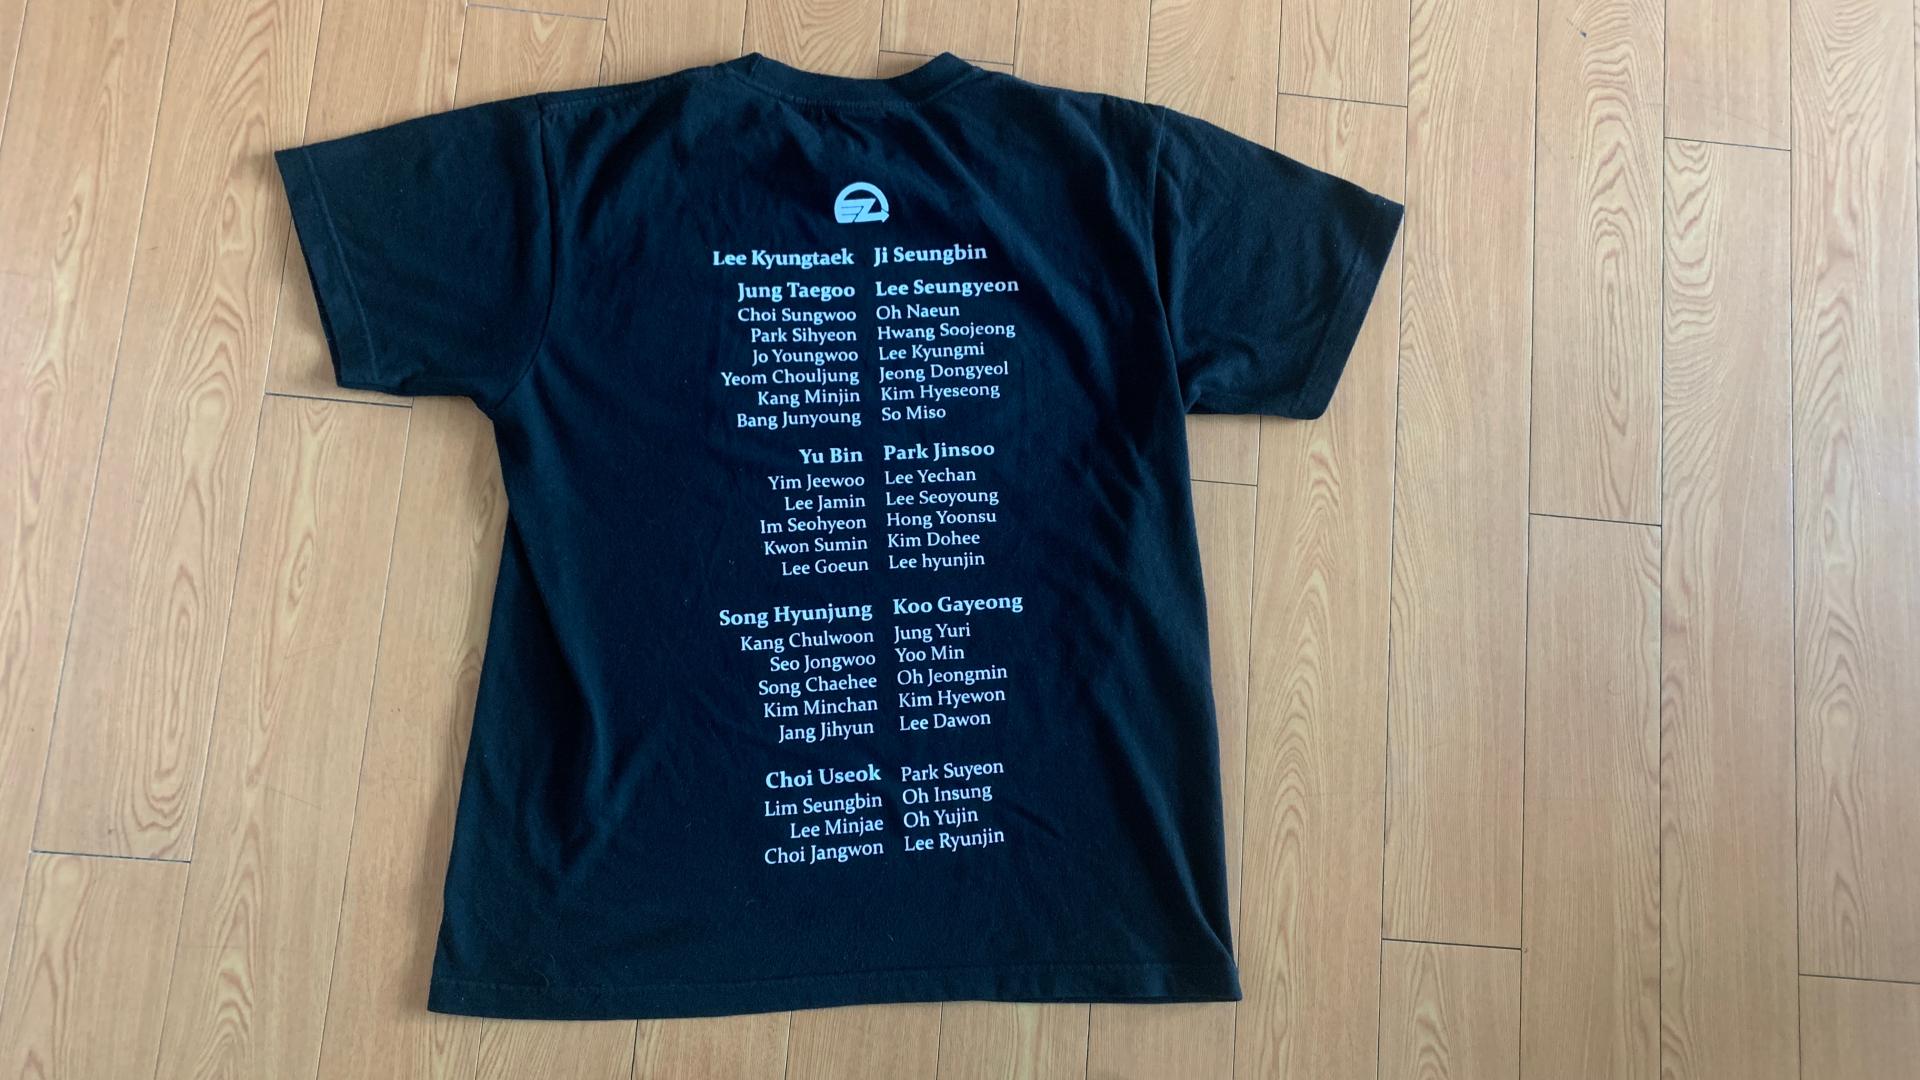 EZ
Lee Kyungtaek Ji Seungbin
Jung Taegoo Lee Seungyeon
Choi Sungwoo Oh Naeun
Park Sihyeon Hwang Soojeong
Jo Youngwoo Lee Kyungmi
Yeom Chouljung Jeong Dongyeol
Kang Minjin Kim Hyeseong
Bang Junyoung So Miso
Yu Bin Park Jinsoo
Yim Jeewoo Lee Yechan
Lee Jamin Lee Seoyoung
Im Seohyeon Hong Yoonsu
Kwon Sumin Kim Dohee
Lee Goeun Lee hyunjin
Song Hyunjung Koo Gayeong
Kang Chulwoon Jung Yuri
Seo Jongwoo Yoo Min
Song Chaehee Oh Jeongmin
Kim Minchan Kim Hyewon
Jang Jihyun Lee Dawon
Choi Useok Park Suyeon
Lim Seungbin Oh Insung
Lee Minjae Oh Yujin
Choi Jangwon Lee Ryunjin